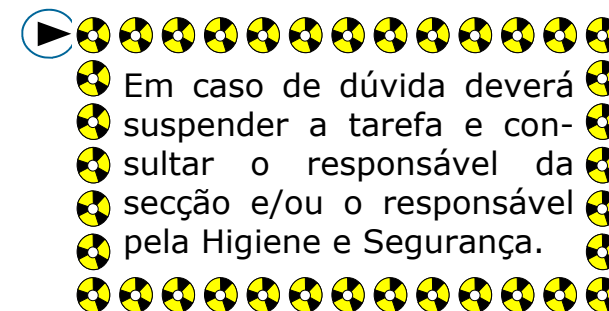 Em caso de dúvida deverá
suspender a tarefa e con-
sultar o responsável da
secção e/ou o responsável
pela Higiene e Segurança.